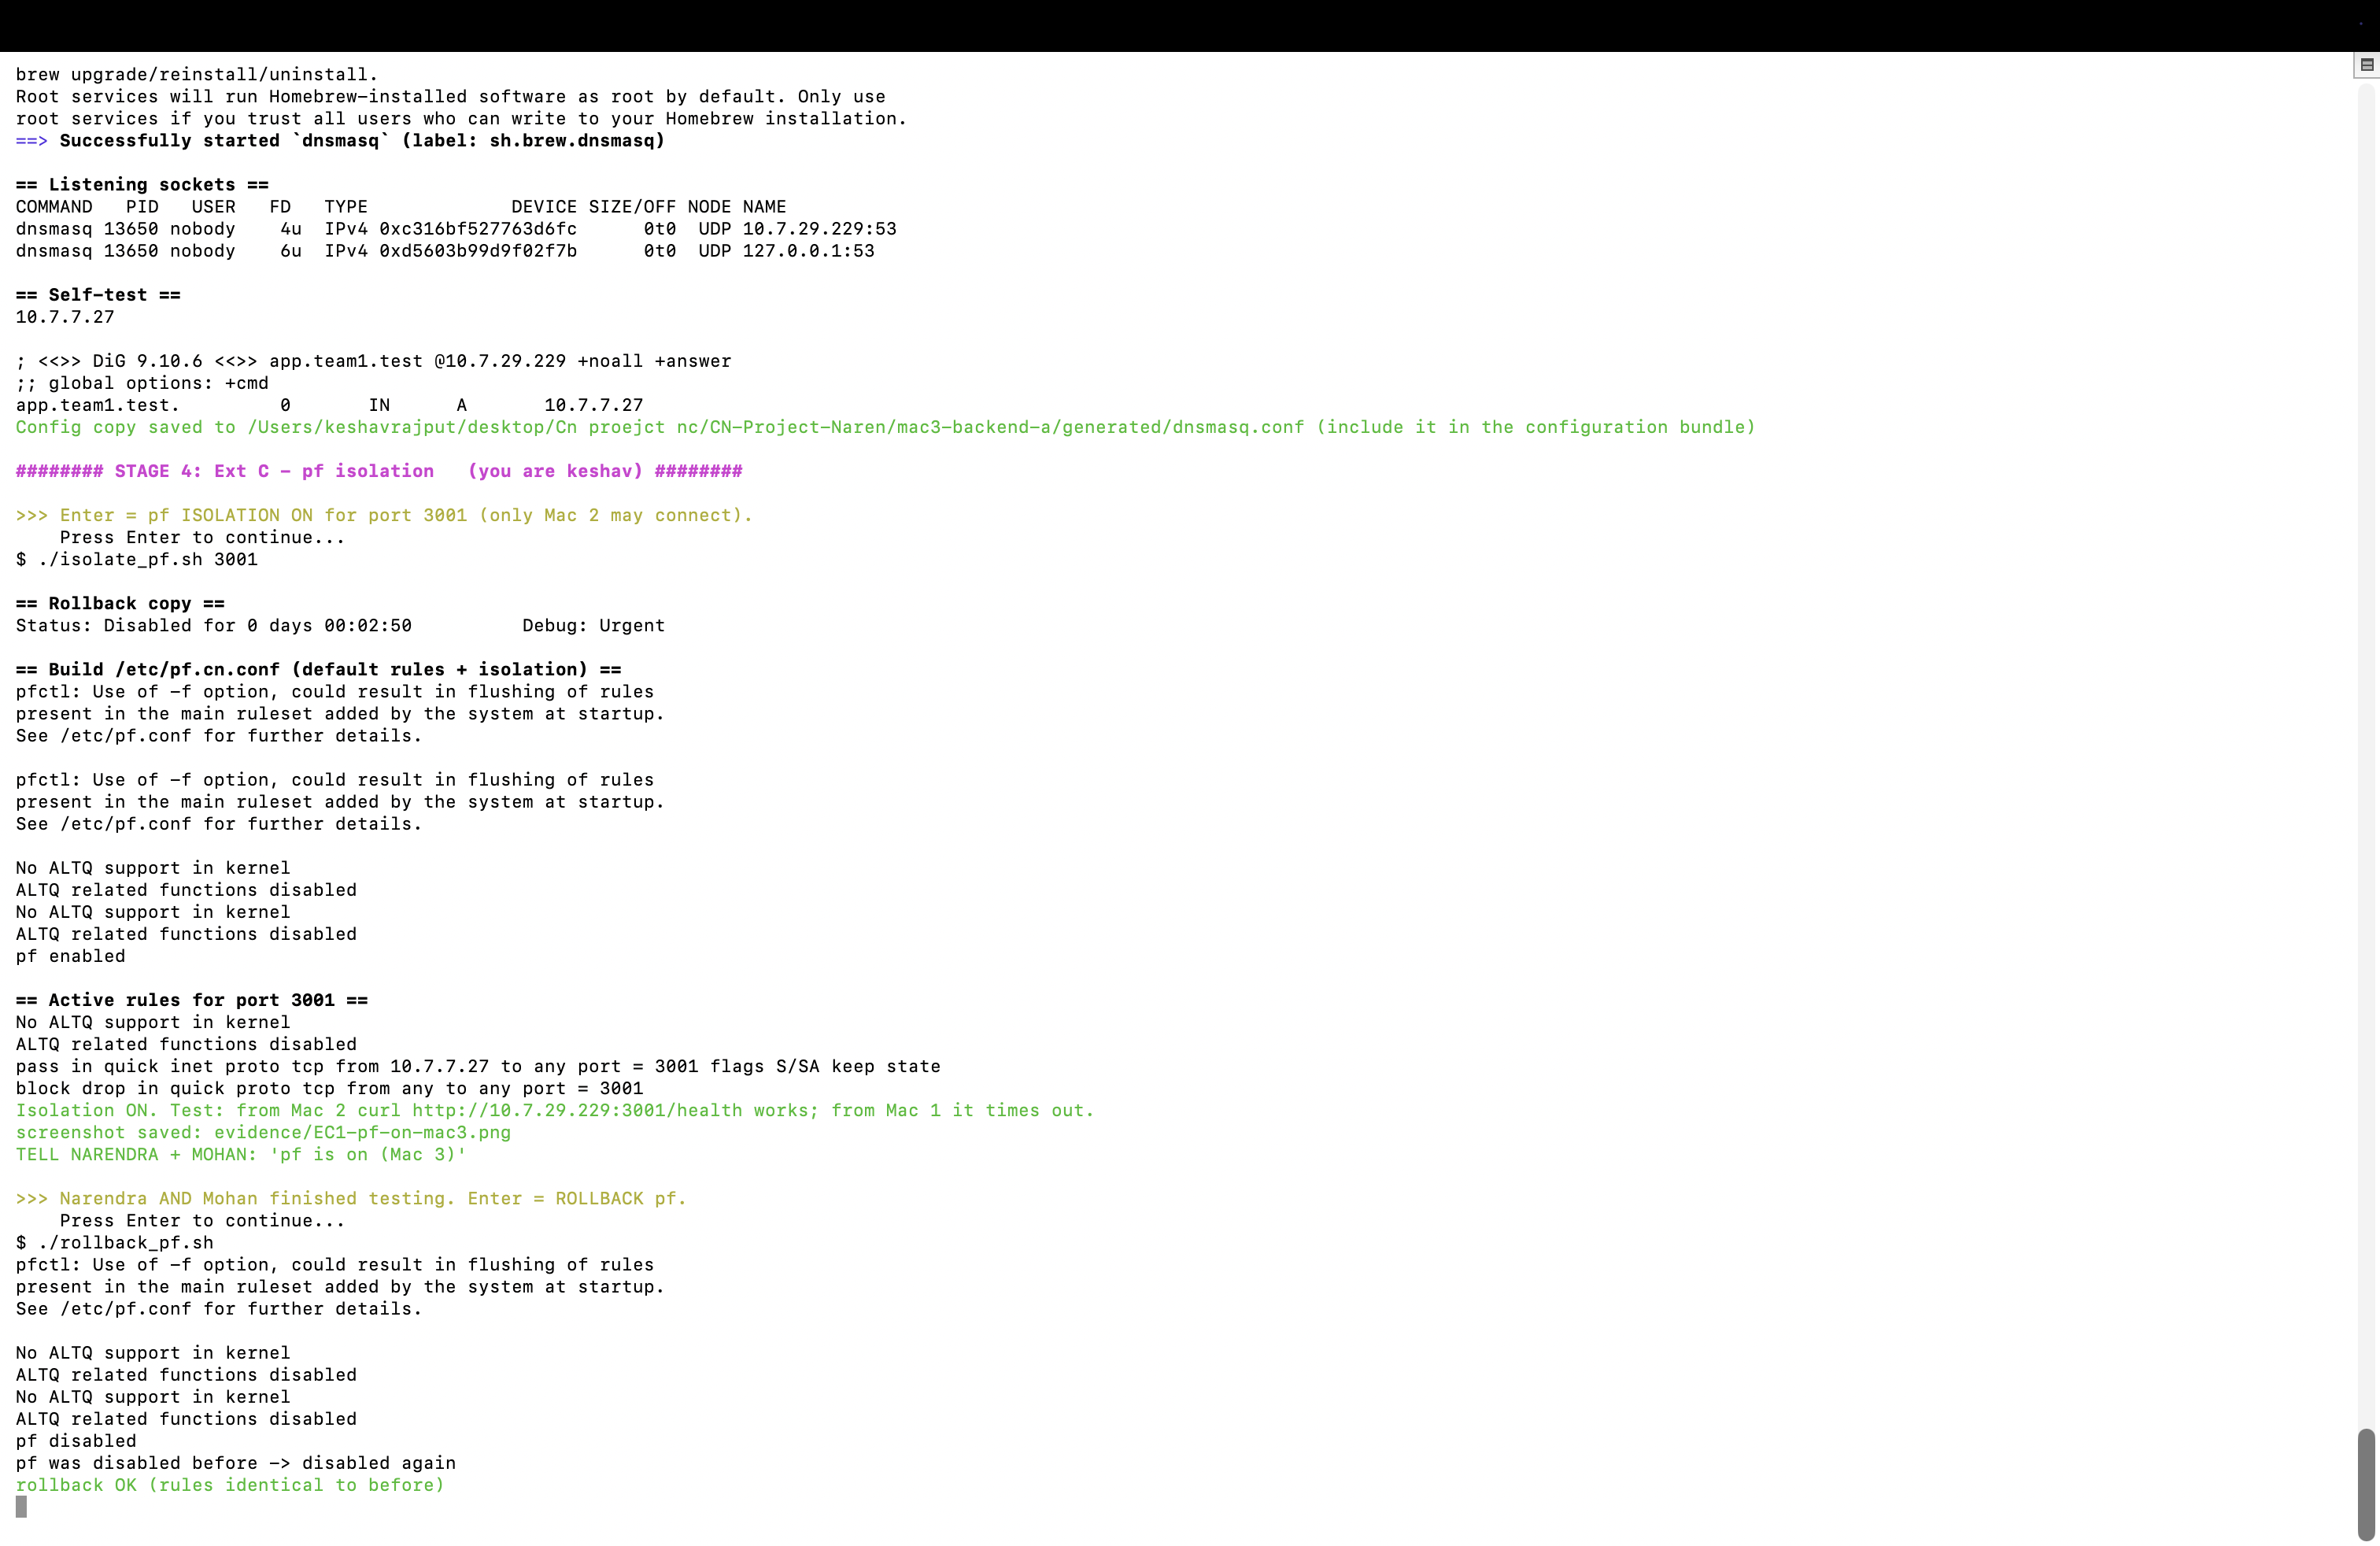 brew upgrade/reinstall/uninstall.
Root services will run Homebrew-installed software as root by default. Only use
root services if you trust all users who can write to your Homebrew installation.
==> Successfully started `dnsmasq` (label: sh.brew.dnsmasq)
== Listening sockets ==
COMMAND   PID   USER   FD   TYPE             DEVICE SIZE/OFF NODE NAME
dnsmasq 13650 nobody    4u  IPv4 0xc316bf527763d6fc      0t0  UDP 10.7.29.229:53
dnsmasq 13650 nobody    6u  IPv4 0xd5603b99d9f02f7b      0t0  UDP 127.0.0.1:53
== Self-test ==
10.7.7.27
; <<>> DiG 9.10.6 <<>> app.team1.test @10.7.29.229 +noall +answer
;; global options: +cmd
app.team1.test.         0       IN      A       10.7.7.27
Config copy saved to /Users/keshavrajput/desktop/Cn proejct nc/CN-Project-Naren/mac3-backend-a/generated/dnsmasq.conf (include it in the configuration bundle)
######## STAGE 4: Ext C - pf isolation   (you are keshav) ########
>>> Enter = pf ISOLATION ON for port 3001 (only Mac 2 may connect).
    Press Enter to continue...
$ ./isolate_pf.sh 3001
== Rollback copy ==
Status: Disabled for 0 days 00:02:50          Debug: Urgent
== Build /etc/pf.cn.conf (default rules + isolation) ==
pfctl: Use of -f option, could result in flushing of rules
present in the main ruleset added by the system at startup.
See /etc/pf.conf for further details.
pfctl: Use of -f option, could result in flushing of rules
present in the main ruleset added by the system at startup.
See /etc/pf.conf for further details.
No ALTQ support in kernel
ALTQ related functions disabled
No ALTQ support in kernel
ALTQ related functions disabled
pf enabled
== Active rules for port 3001 ==
No ALTQ support in kernel
ALTQ related functions disabled
pass in quick inet proto tcp from 10.7.7.27 to any port = 3001 flags S/SA keep state
block drop in quick proto tcp from any to any port = 3001
Isolation ON. Test: from Mac 2 curl http://10.7.29.229:3001/health works; from Mac 1 it times out.
screenshot saved: evidence/EC1-pf-on-mac3.png
TELL NARENDRA + MOHAN: 'pf is on (Mac 3)'
>>> Narendra AND Mohan finished testing. Enter = ROLLBACK pf.
    Press Enter to continue...
$ ./rollback_pf.sh
pfctl: Use of -f option, could result in flushing of rules
present in the main ruleset added by the system at startup.
See /etc/pf.conf for further details.
No ALTQ support in kernel
ALTQ related functions disabled
No ALTQ support in kernel
ALTQ related functions disabled
pf disabled
pf was disabled before -> disabled again
rollback OK (rules identical to before)